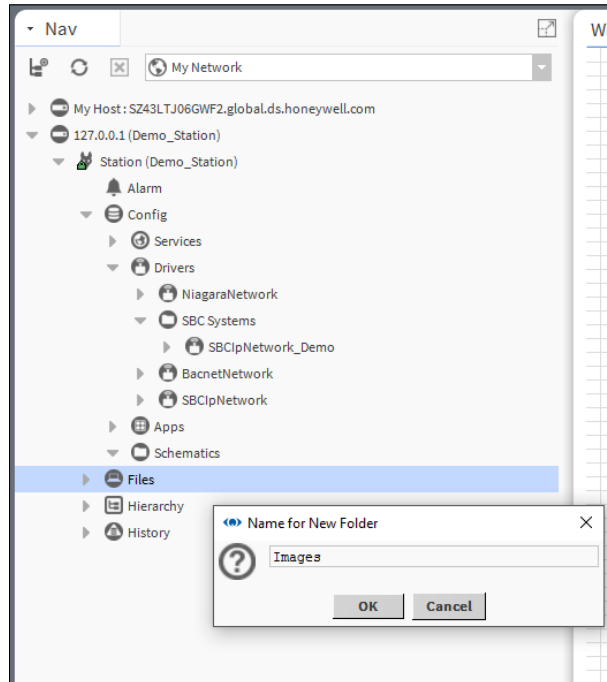 Nav
W
My Network
My Host : SZ43LTJ06GWF2.global.ds.honeywell.com
127.0.0.1 (Demo_Station)
Station (Demo_Station)
Alarm
Config
Services
Drivers
NiagaraNetwork
SBC Systems
SBCIpNetwork_Demo
BacnetNetwork
SBCIpNetwork
Apps
Schematics
Files
Hierarchy
History
Name for New Folder
Images
OK Cancel